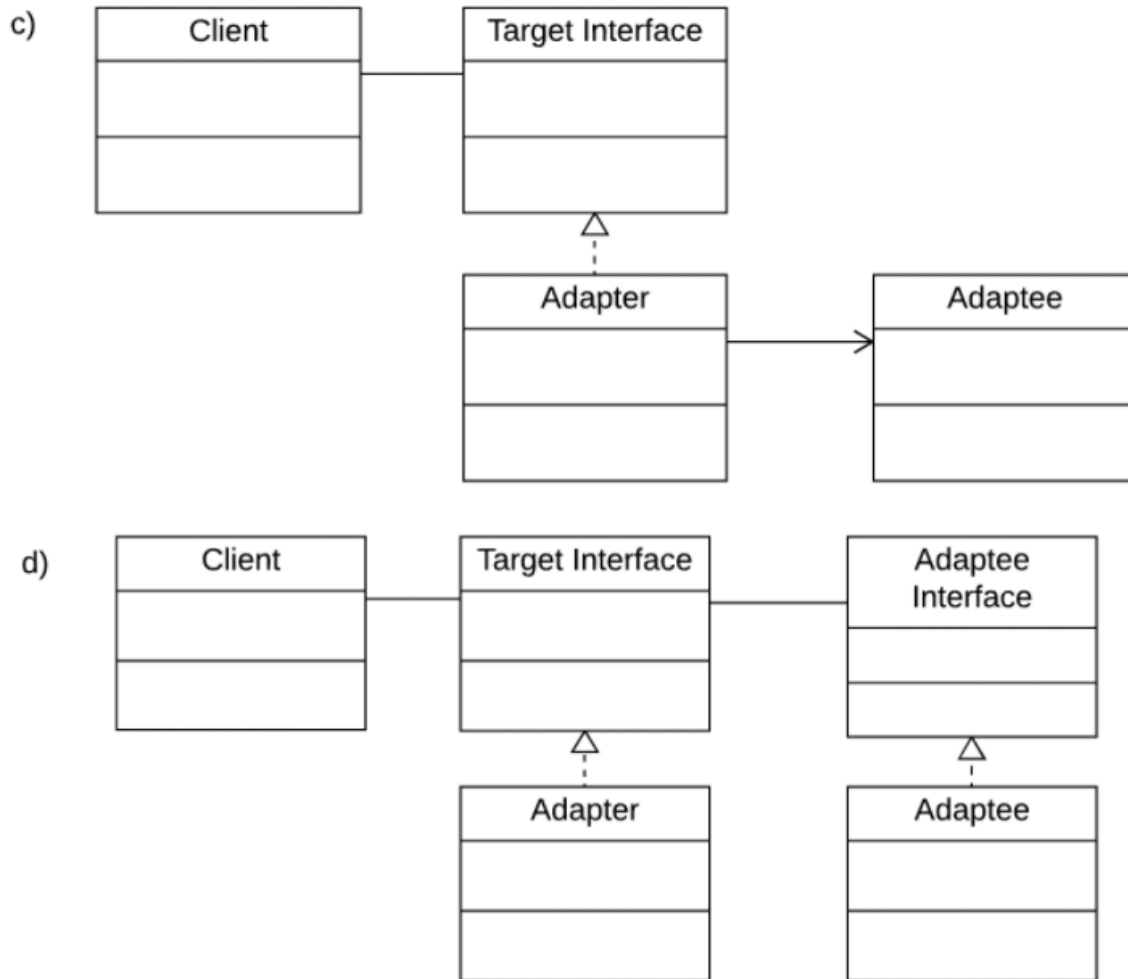 c)
Client
Target Interface
Adapter
Adaptee
d)
Client
Target Interface
Adaptee
Interface
Adapter
Adaptee